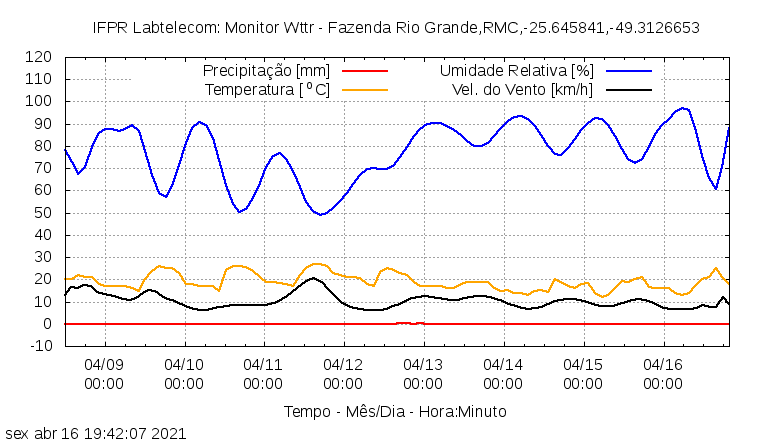 IFPR Labtelecom: Monitor Wttr - Fazenda Rio Grande,RMC,-25.645841,-49.3126653
120
110
100
90
80
70
60
50
40
30
20
10
0
-10
Precipitação [mm]
Temperatura [⁰C]
Umidade Relativa [%]
Vel. do Vento [km/h]
04/09 04/10 04/11 04/12 04/13 04/14 04/15 04/16
00:00 00:00 00:00 00:00 00:00 00:00 00:00 00:00
Tempo - Mês/Dia - Hora:Minuto
sex abr 16 19:42:07 2021